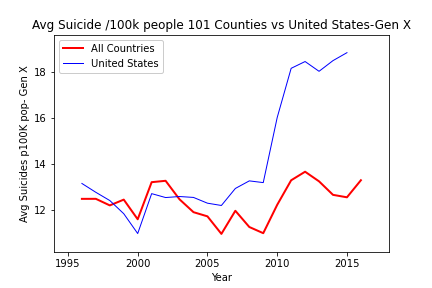 Avg Suicide /100k people 101 Counties vs United States-Gen X
All Countries
United States
Avg Suicides p100K pop- Gen X
18
16
14
12
1995
2000
2005
2010
2015
Year